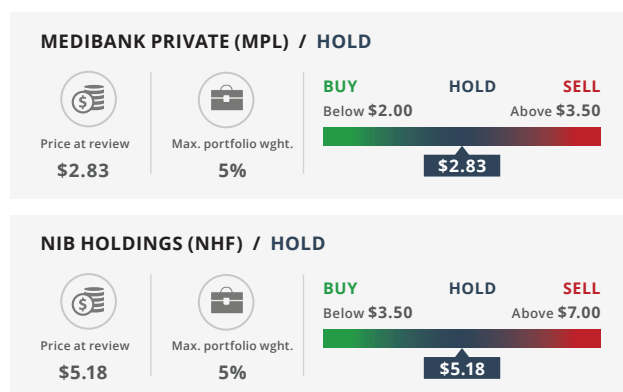 MEDIBANK PRIVATE (MPL) / HOLD
BUY HOLD SELL
Below $2.00 Above $3.50
Price at review Max. portfolio wght.
$2.83 5% $2.83
NIB HOLDINGS (NHF) / HOLD
BUY HOLD SELL
Below $3.50 Above $7.00
Price at review Max. portfolio wght.
$5.18 5% $5.18